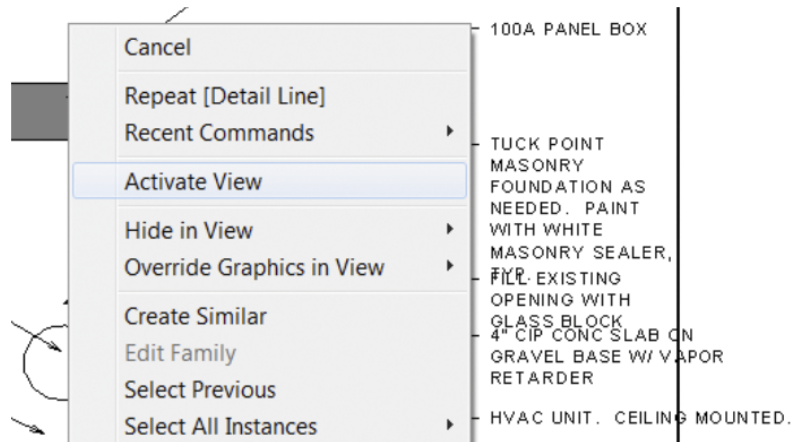 Cancel
Repeat [Detail Line]
Recent Commands
Activate View
Hide in View
Override Graphics in View
Create Similar
Edit Family
Select Previous
Select All Instances
100A PANEL BOX
TUCK POINT
MASONRY
FOUNDATION AS
NEEDED. PAINT
WITH WHITE
MASONRY SEALER,
TYP.
FILL EXISTING
OPENING WITH
GLASS BLOCK
4" CIP CONC SLAB ON
GRAVEL BASE W/ VAPOR
RETARDER
HVAC UNIT. CEILING MOUNTED.